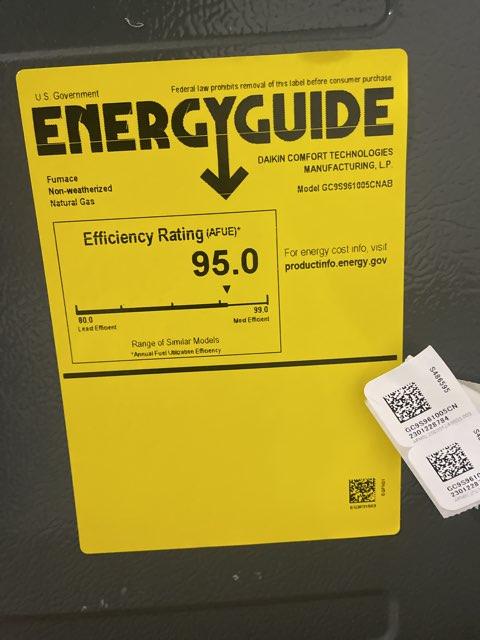 U.S. Government
Federal law prohibits removal of this label before consumer purchase
ENERGYGUIDE
Furnace
Non-weatherized
Natural Gas
DAIKIN COMFORT TECHNOLOGIES
MANUFACTURING, L.P.
Model GC9S961005CNAB
Efficiency Rating (AFUE)*
95.0
80.0
Least Efficient
99.0
Most Efficient
Range of Similar Models
*Annual Fuel Utilization Efficiency
For energy cost info, visit
productinfo.energy.gov
SA86595
GC9S961005CN
2301228784